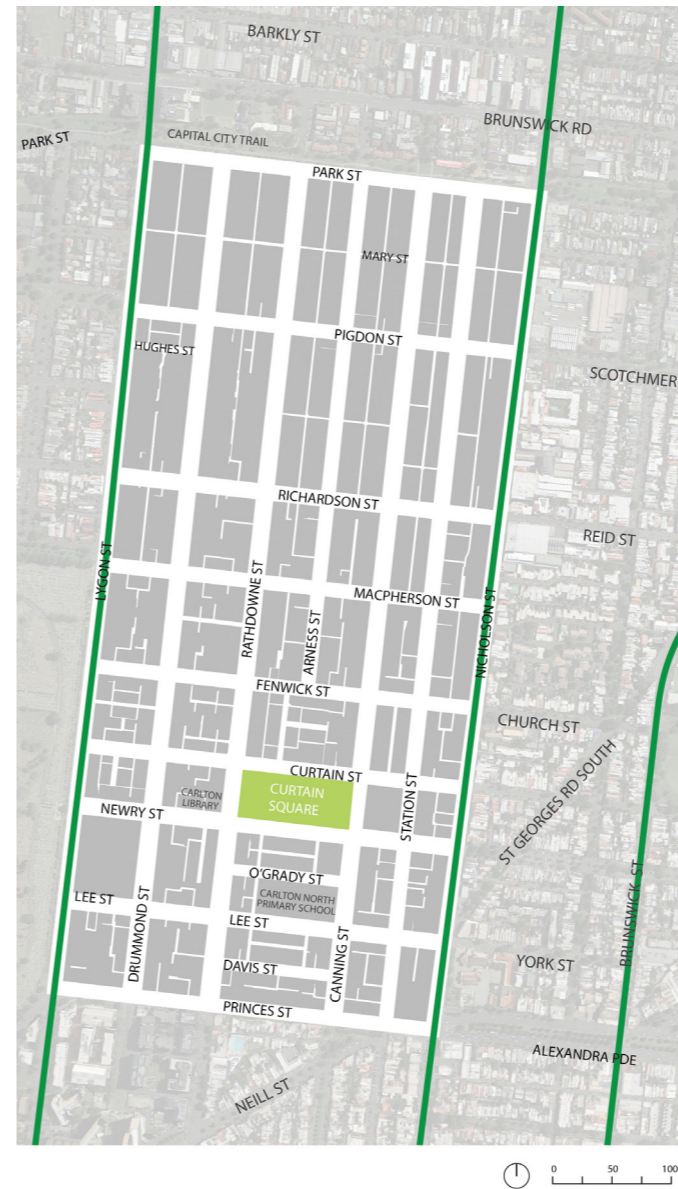 BARKLY ST
BRUNSWICK RD
PARK ST
CAPITAL CITY TRAIL
PARK ST
MARY ST
PIGDON ST
HUGHES ST
SCOTCHMER
RICHARDSON ST
REID ST
LYGON ST
RATHDOWNE ST
MACPHERSON ST
ARNESS ST
NICHOLSON ST
FENWICK ST
CHURCH ST
CURTAIN ST
CURTAIN
SQUARE
CARLTON
LIBRARY
STATION ST
ST GEORGES RD SOUTH
NEWRY ST
O'GRADY ST
BRUNSWICK ST
CARLTON NORTH
PRIMARY SCHOOL
LEE ST
DRUMMOND ST
LEE ST
CANNING ST
DAVIS ST
YORK ST
PRINCES ST
ALEXANDRA PDE
NEILL ST
0 50 100